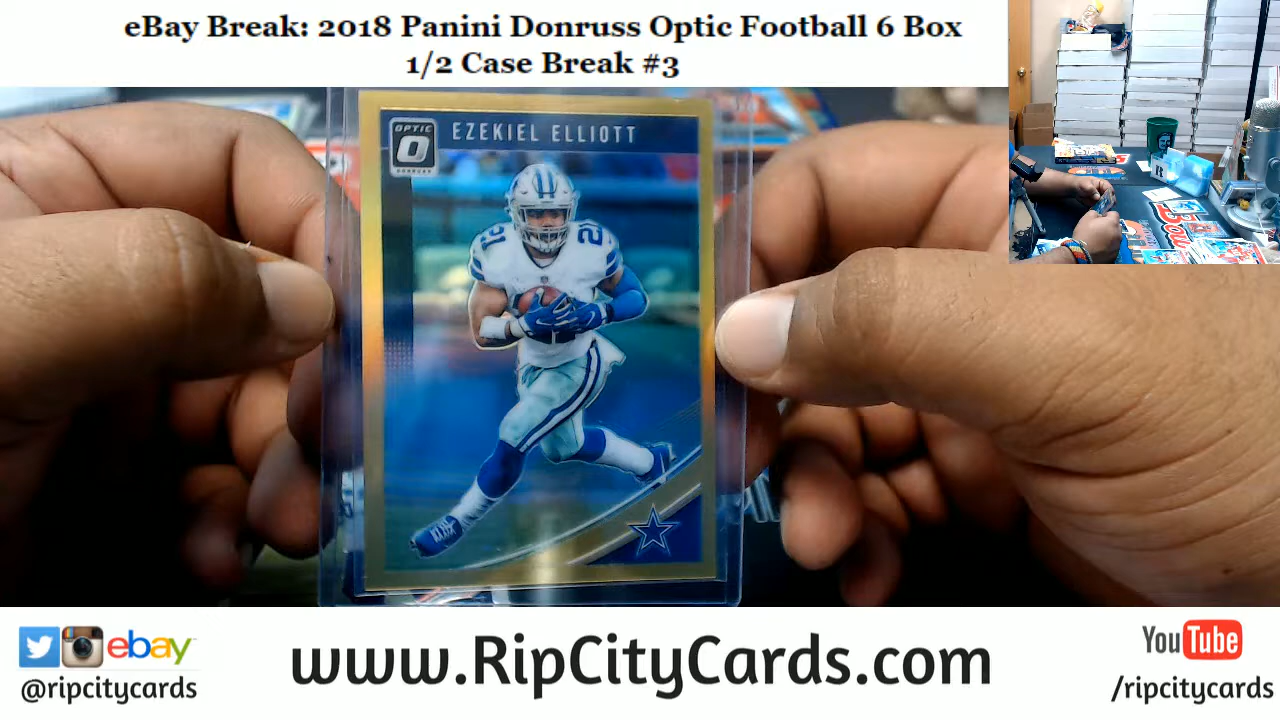 eBay Break: 2018 Panini Donruss Optic Football 6 Box
1/2 Case Break #3
OPTIC
EZEKIEL ELLIOTT
21
2
ebay
@ripcitycards
www.RipCityCards.com
YouTube
/ripcitycards